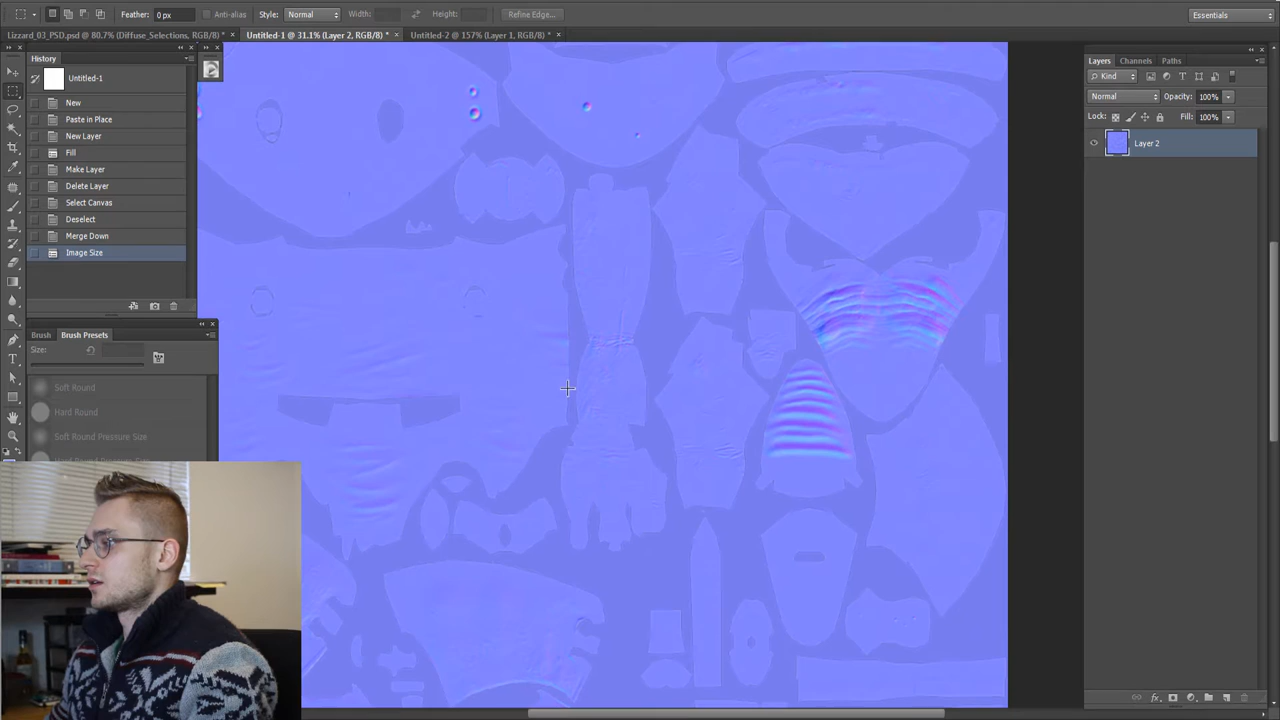 Feather: 0 px Anti-alias Style: Normal Width: Height: Refine Edge... Essentials
Lizzard_03_PSD.psd @ 80.7% (Diffuse_Selections, RGB/8) * × Untitled-1 @ 31.1% (Layer 2, RGB/8) * × Untitled-2 @ 157% (Layer 1, RGB/8) * ×
History
Untitled-1
New
Paste in Place
New Layer
Fill
Make Layer
Delete Layer
Select Canvas
Deselect
Merge Down
Image Size
Brush Brush Presets
Size:
Soft Round
Hard Round
Soft Round Pressure Size
Layers Channels Paths
Kind
Normal Opacity: 100%
Lock: Fill: 100%
Layer 2